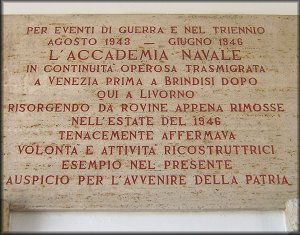 PER EVENTI DI GUERRA E NEL TRIENNIO
AGOSTO 1943 — GIUGNO 1946
L'ACCADEMIA NAVALE
IN CONTINUITÀ OPEROSA TRASMIGRATA
A VENEZIA PRIMA A BRINDISI DOPO
QUI A LIVORNO
RISORGENDO DA ROVINE APPENA RIMOSSE
NELL'ESTATE DEL 1946
TENACEMENTE AFFERMAVA
VOLONTÀ E ATTIVITÀ RICOSTRUTTRICI
ESEMPIO NEL PRESENTE
AUSPICIO PER L'AVVENIRE DELLA PATRIA